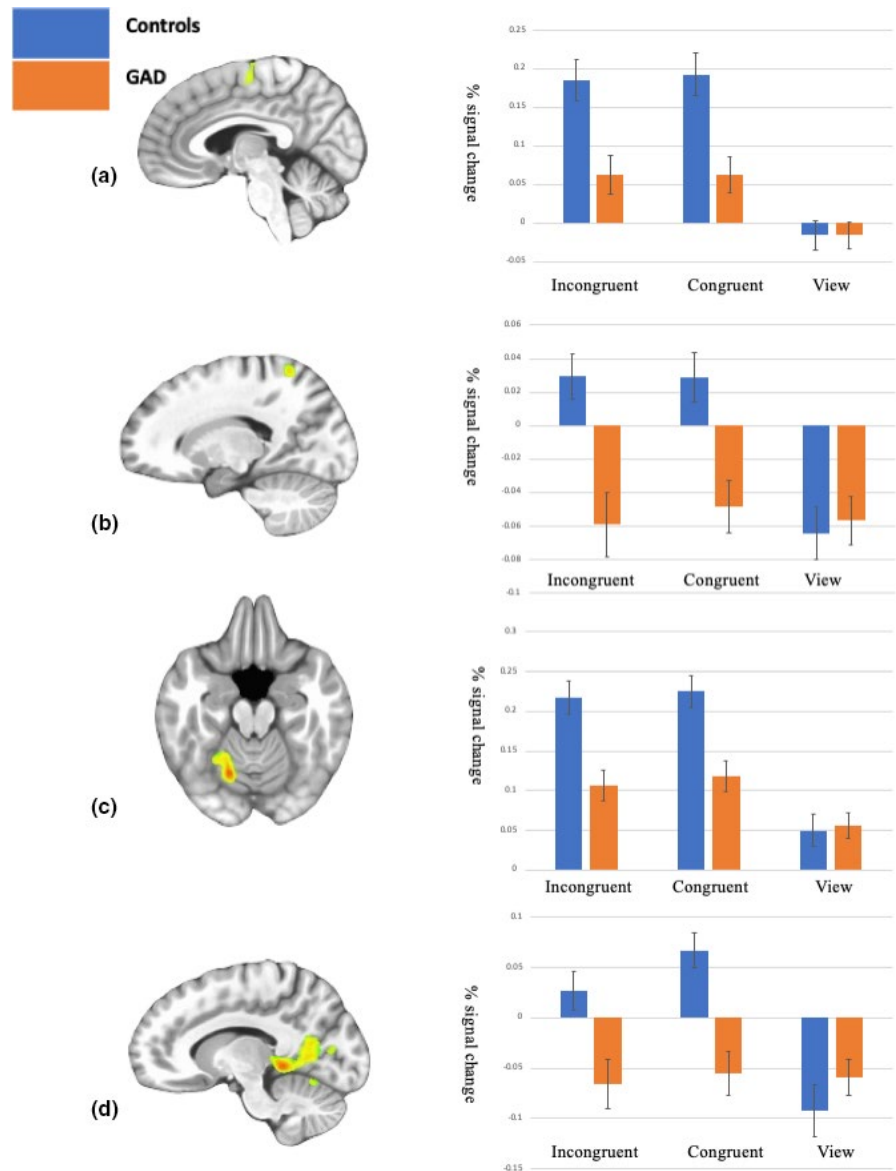 Controls
GAD
(a)
% signal change
0.25
0.2
0.15
0.1
0.05
0
-0.05
Incongruent Congruent View
(b)
% signal change
0.06
0.04
0.02
0
-0.02
-0.04
-0.06
-0.08
-0.1
Incongruent Congruent View
(c)
% signal change
0.3
0.25
0.2
0.15
0.1
0.05
0
Incongruent Congruent View
(d)
% signal change
0.1
0.05
0
-0.05
-0.1
-0.15
Incongruent Congruent View